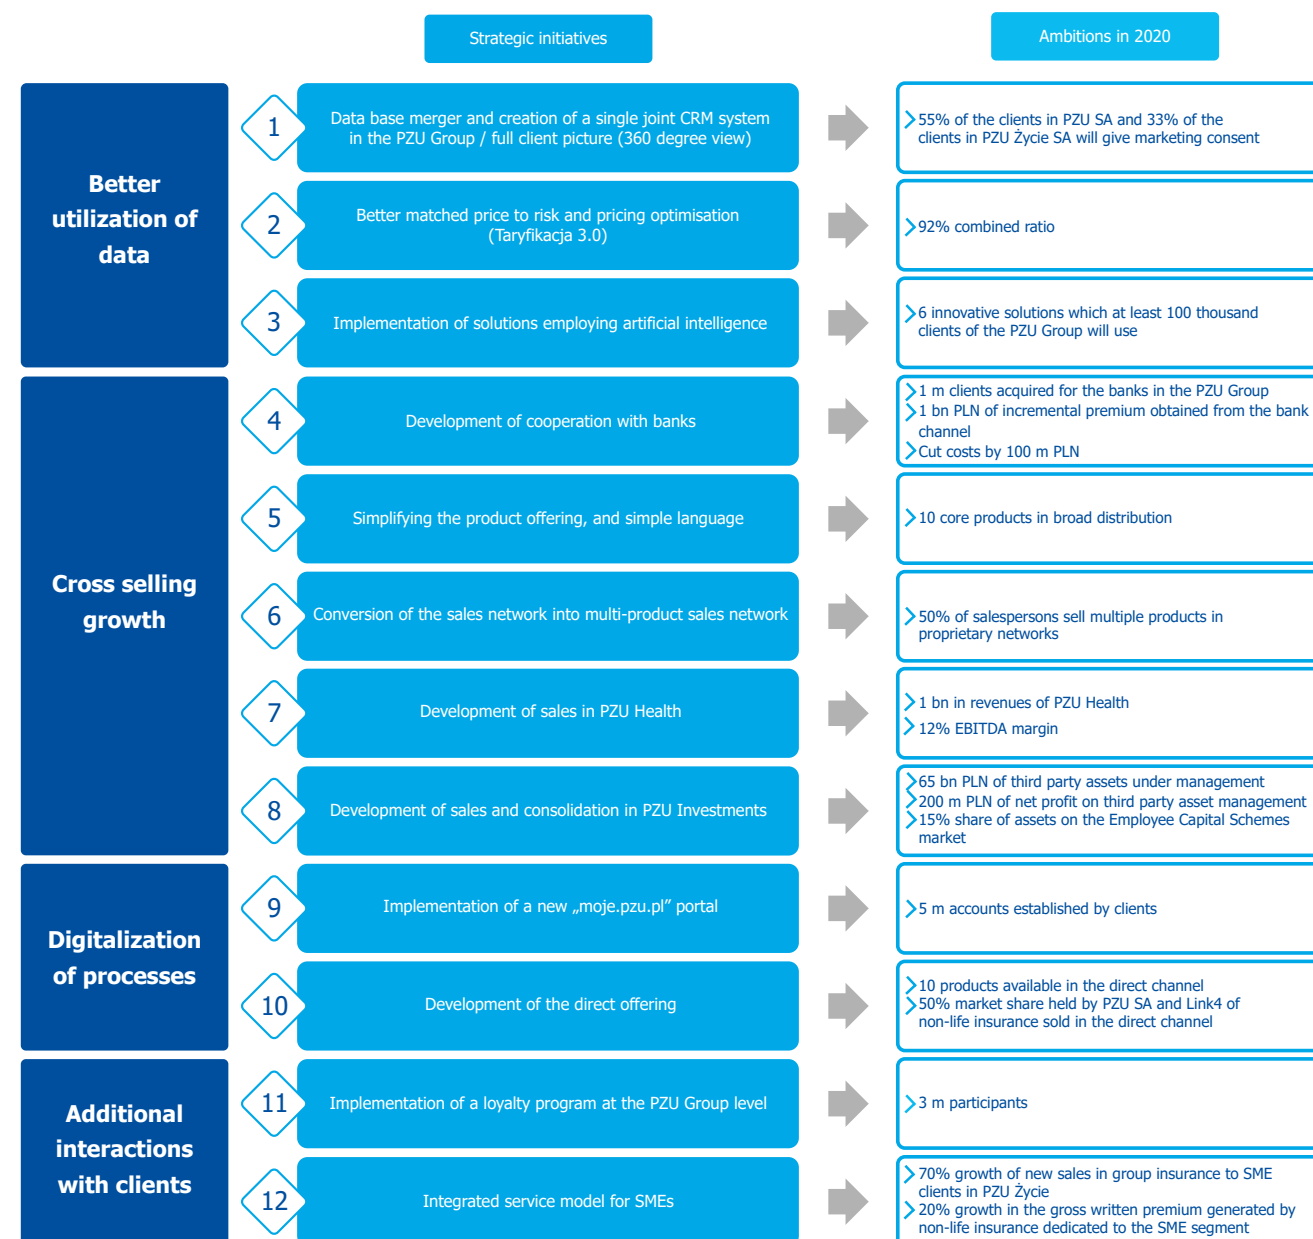 Strategic initiatives
Ambitions in 2020
Better
utilization of
data
1
Data base merger and creation of a single joint CRM system
in the PZU Group / full client picture (360 degree view)
55% of the clients in PZU SA and 33% of the
clients in PZU Życie SA will give marketing consent
2
Better matched price to risk and pricing optimisation
(Taryfikacja 3.0)
92% combined ratio
3
Implementation of solutions employing artificial intelligence
6 innovative solutions which at least 100 thousand
clients of the PZU Group will use
Cross selling
growth
4
Development of cooperation with banks
1 m clients acquired for the banks in the PZU Group
1 bn PLN of incremental premium obtained from the bank
channel
Cut costs by 100 m PLN
5
Simplifying the product offering, and simple language
10 core products in broad distribution
6
Conversion of the sales network into multi-product sales network
50% of salespersons sell multiple products in
proprietary networks
7
Development of sales in PZU Health
1 bn in revenues of PZU Health
12% EBITDA margin
8
Development of sales and consolidation in PZU Investments
65 bn PLN of third party assets under management
200 m PLN of net profit on third party asset management
15% share of assets on the Employee Capital Schemes
market
Digitalization
of processes
9
Implementation of a new „moje.pzu.pl” portal
5 m accounts established by clients
10
Development of the direct offering
10 products available in the direct channel
50% market share held by PZU SA and Link4 of
non-life insurance sold in the direct channel
Additional
interactions
with clients
11
Implementation of a loyalty program at the PZU Group level
3 m participants
12
Integrated service model for SMEs
70% growth of new sales in group insurance to SME
clients in PZU Życie
20% growth in the gross written premium generated by
non-life insurance dedicated to the SME segment